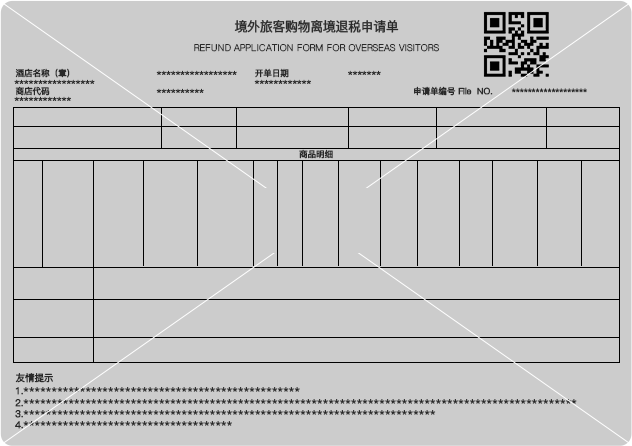 境外旅客购物离境退税申请单
REFUND APPLICATION FORM FOR OVERSEAS VISITORS
酒店名称（章） ***************** 开单日期 *******
***************** ************
商店代码 ********** 申请单编号 File NO. *******************
************
商品明细
友情提示
1.*************************************************
2.**************************************************************************************************
3.*************************************************************************
4.*************************************